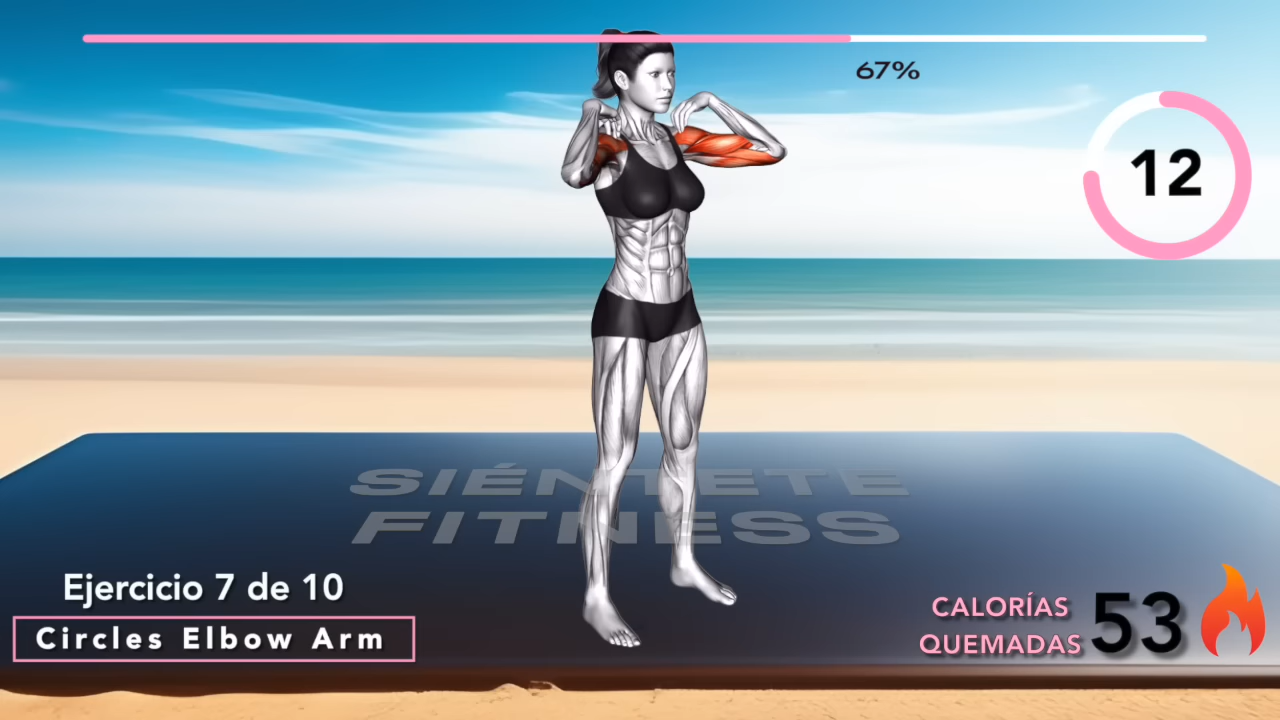 67%
12
SIÉNTETE
FITNESS
Ejercicio 7 de 10
Circles Elbow Arm
CALORÍAS
QUEMADAS 53